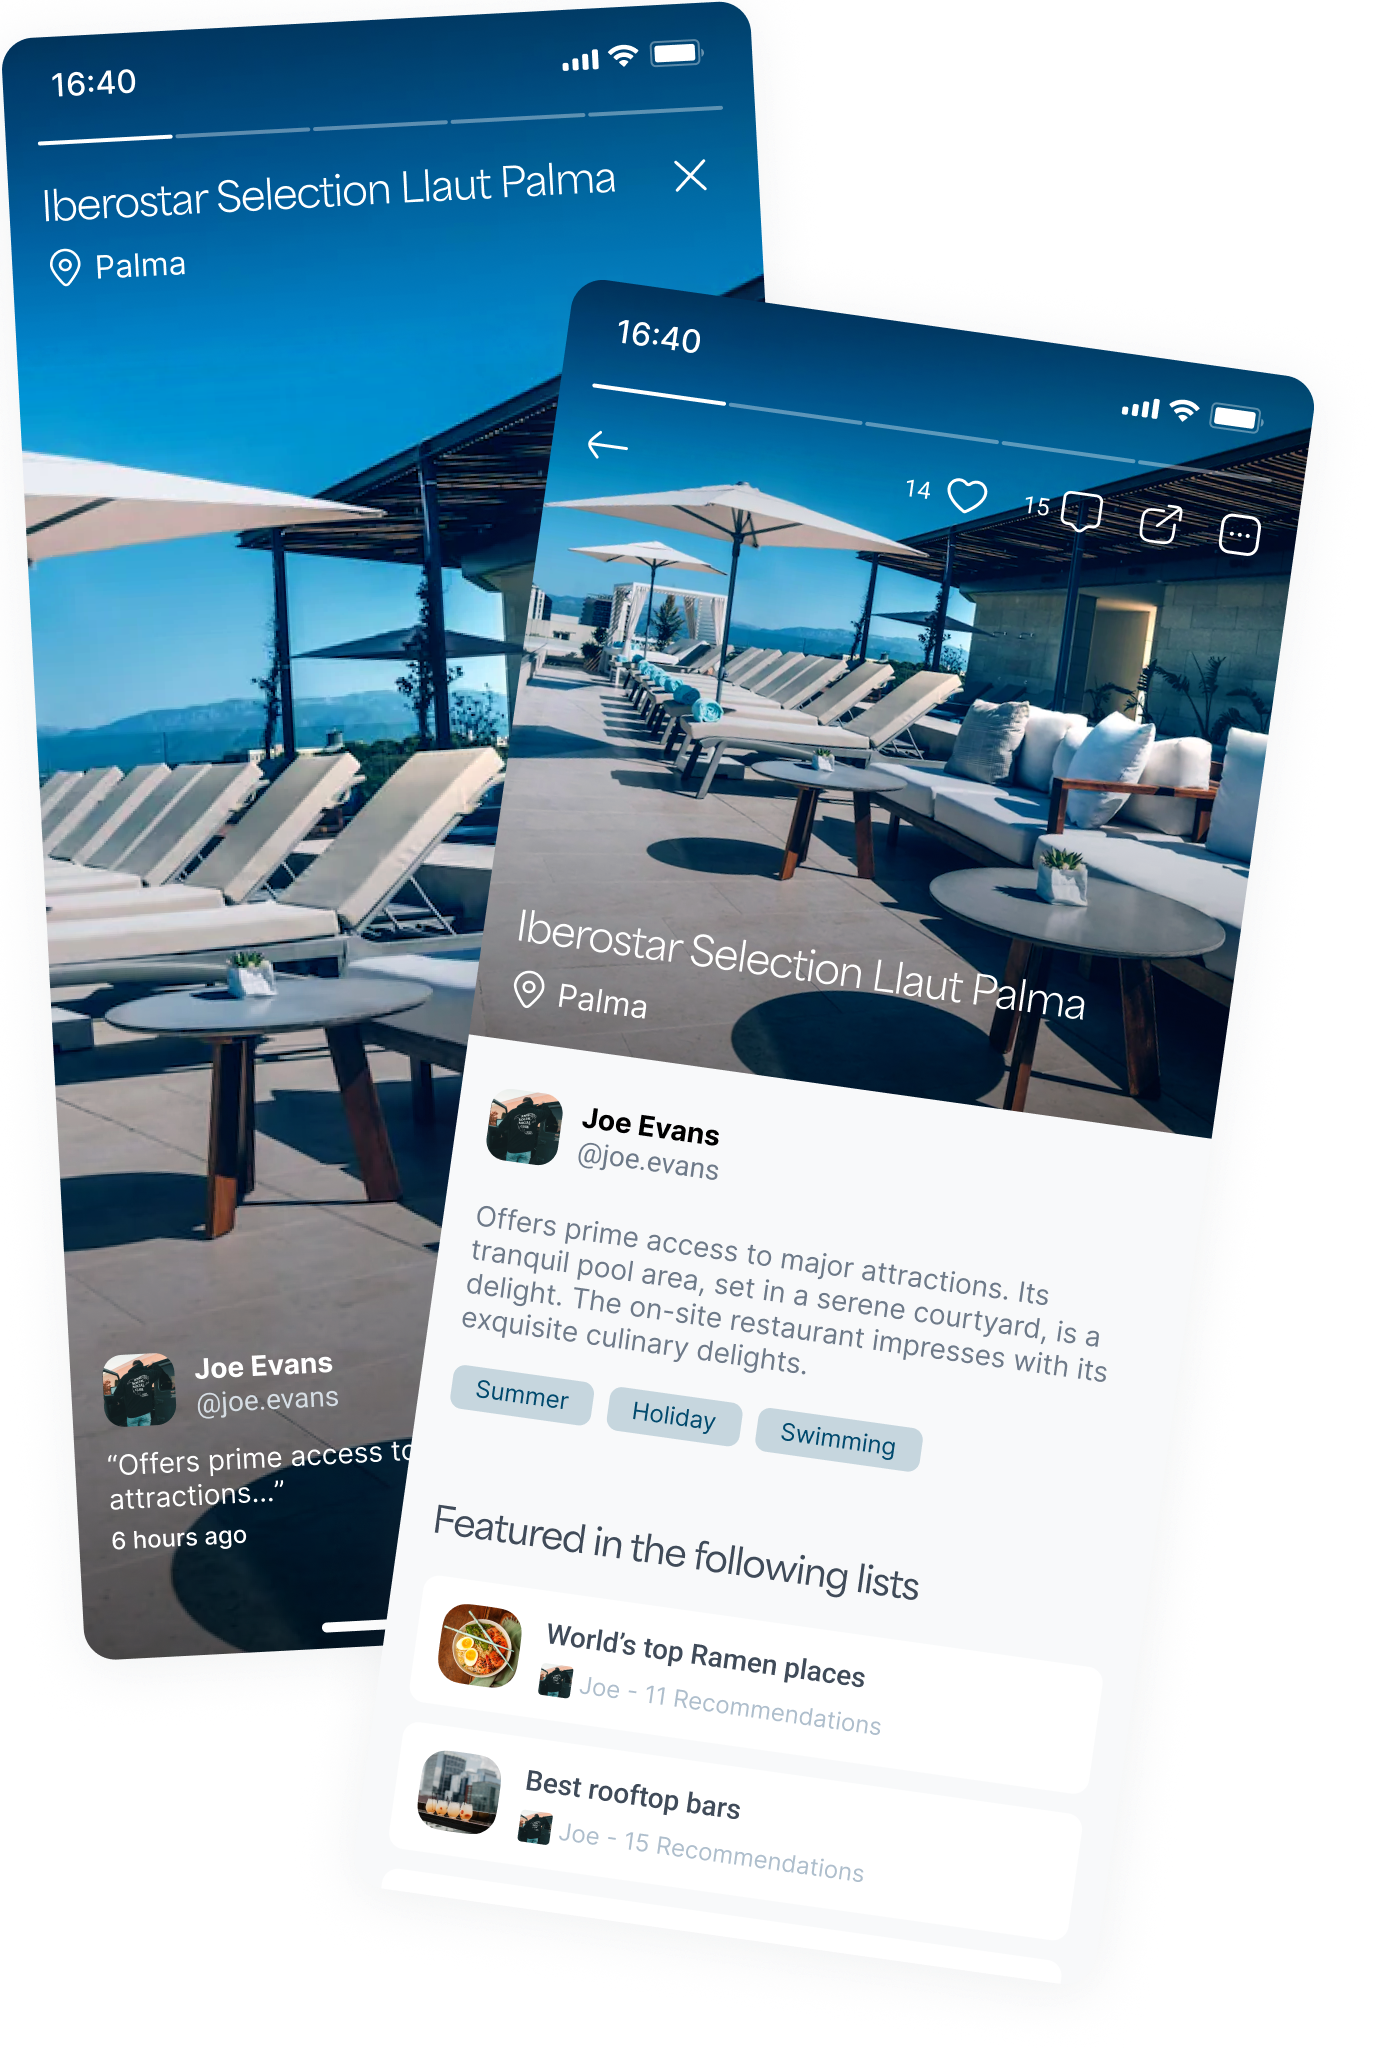 16:40
Iberostar Selection Llaut Palma
Palma
Joe Evans
@joe.evans
“Offers prime access to
attractions...”
6 hours ago
16:40
14
15
Iberostar Selection Llaut Palma
Palma
Joe Evans
@joe.evans
Offers prime access to major attractions. Its
tranquil pool area, set in a serene courtyard, is a
delight. The on-site restaurant impresses with its
exquisite culinary delights.
Summer
Holiday
Swimming
Featured in the following lists
World’s top Ramen places
Joe - 11 Recommendations
Best rooftop bars
Joe - 15 Recommendations